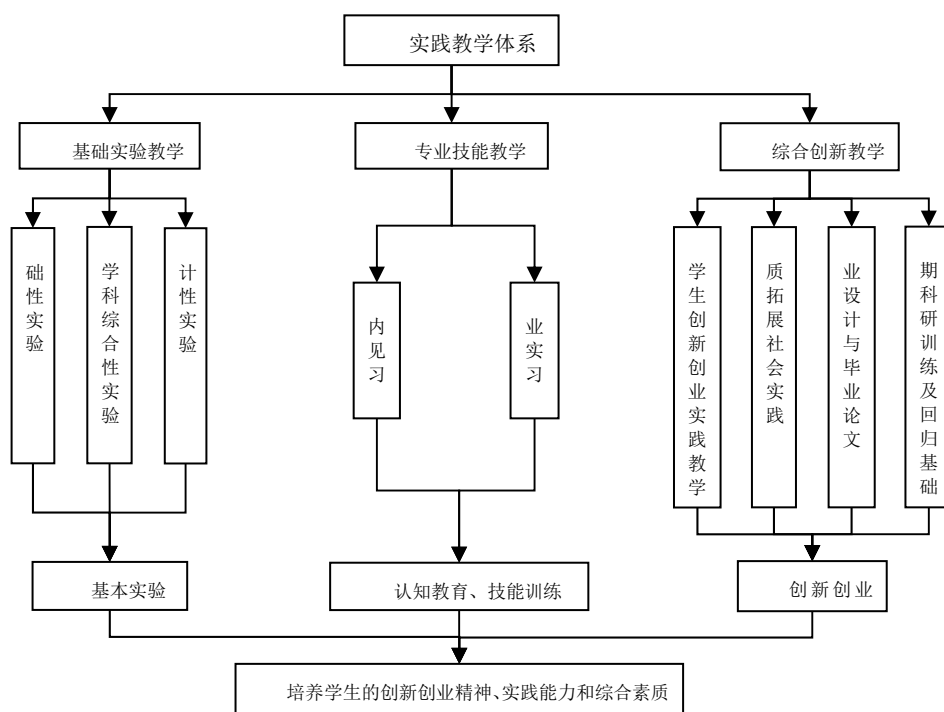 实践教学体系
基础实验教学
专业技能教学
综合创新教学
础性实验
学科综合性实验
计性实验
内见习
业实习
学生创新创业实践教学
质拓展社会实践
业设计与毕业论文
期科研训练及回归基础
基本实验
认知教育、技能训练
创新创业
培养学生的创新创业精神、实践能力和综合素质